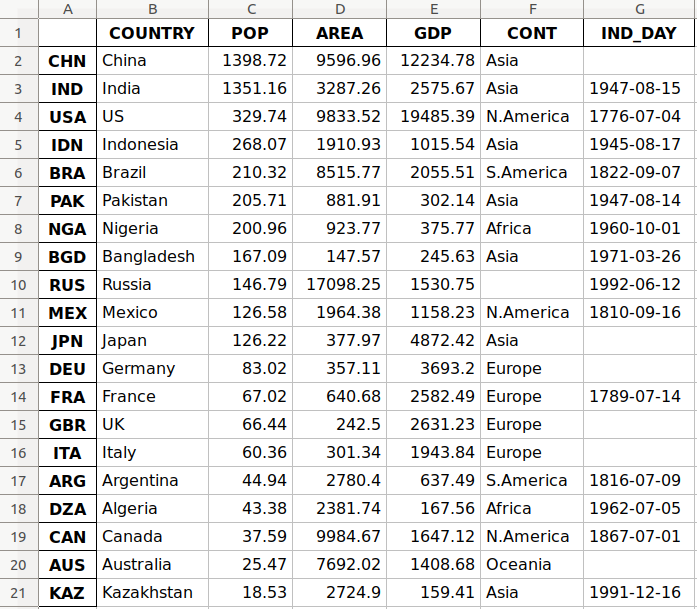 A B C D E F G
1 COUNTRY POP AREA GDP CONT IND_DAY
2 CHN China 1398.72 9596.96 12234.78 Asia
3 IND India 1351.16 3287.26 2575.67 Asia 1947-08-15
4 USA US 329.74 9833.52 19485.39 N.America 1776-07-04
5 IDN Indonesia 268.07 1910.93 1015.54 Asia 1945-08-17
6 BRA Brazil 210.32 8515.77 2055.51 S.America 1822-09-07
7 PAK Pakistan 205.71 881.91 302.14 Asia 1947-08-14
8 NGA Nigeria 200.96 923.77 375.77 Africa 1960-10-01
9 BGD Bangladesh 167.09 147.57 245.63 Asia 1971-03-26
10 RUS Russia 146.79 17098.25 1530.75 1992-06-12
11 MEX Mexico 126.58 1964.38 1158.23 N.America 1810-09-16
12 JPN Japan 126.22 377.97 4872.42 Asia
13 DEU Germany 83.02 357.11 3693.2 Europe
14 FRA France 67.02 640.68 2582.49 Europe 1789-07-14
15 GBR UK 66.44 242.5 2631.23 Europe
16 ITA Italy 60.36 301.34 1943.84 Europe
17 ARG Argentina 44.94 2780.4 637.49 S.America 1816-07-09
18 DZA Algeria 43.38 2381.74 167.56 Africa 1962-07-05
19 CAN Canada 37.59 9984.67 1647.12 N.America 1867-07-01
20 AUS Australia 25.47 7692.02 1408.68 Oceania
21 KAZ Kazakhstan 18.53 2724.9 159.41 Asia 1991-12-16